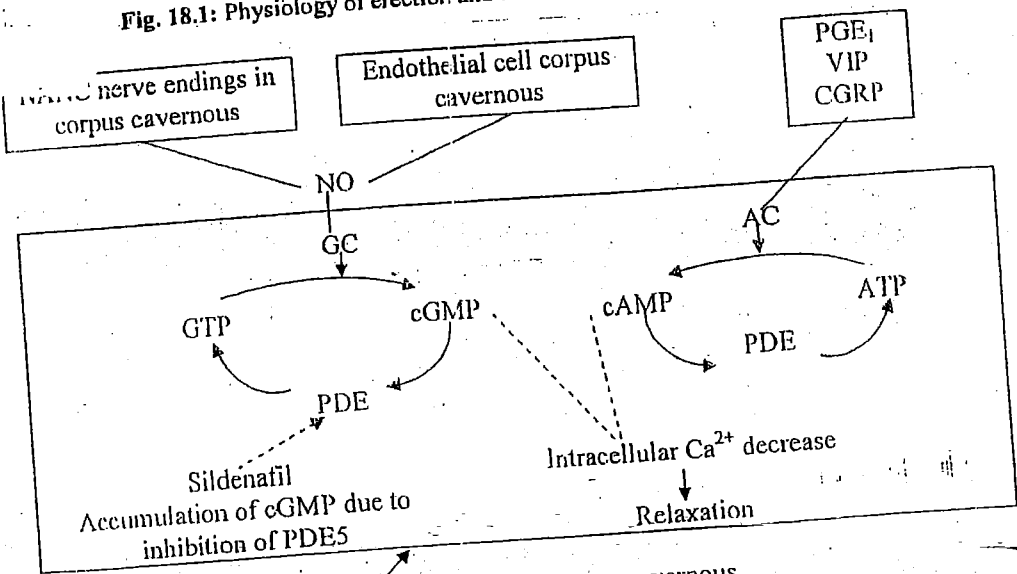 Fig. 18.1: Physiology of erection
nerve endings in
corpus cavernous
Endothelial cell corpus
cavernous
PGE₁
VIP
CGRP
NO
GC
AC
GTP
cGMP
cAMP
ATP
PDE
PDE
Sildenafil
Accumulation of cGMP due to
inhibition of PDE5
Intracellular Ca²⁺ decrease
Relaxation